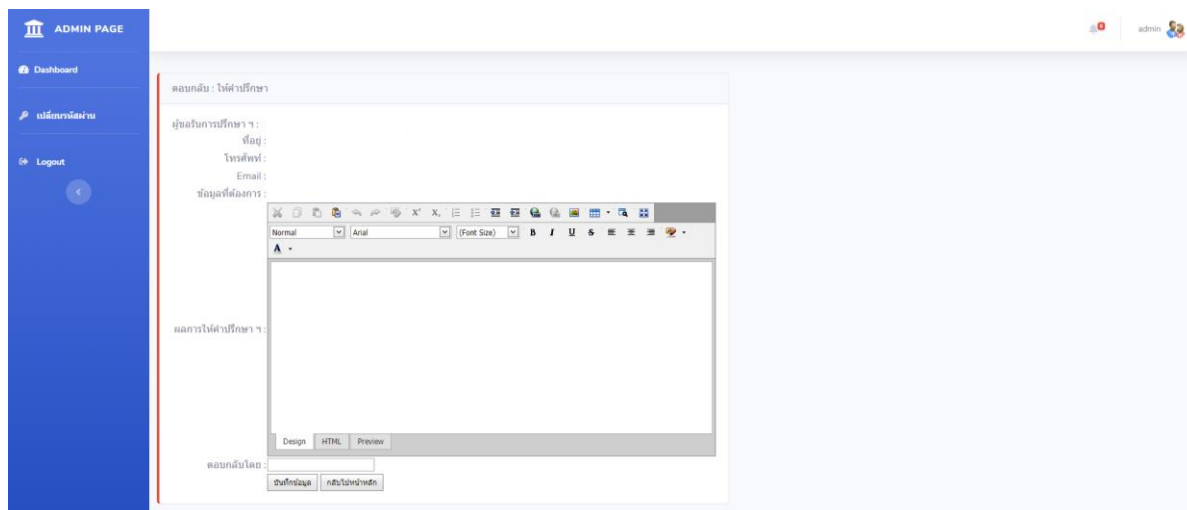 ADMIN PAGE
0
admin
Dashboard
ตอบกลับ : ให้คำปรึกษา
เปลี่ยนรหัสผ่าน
ผู้ขอรับการปรึกษา ฯ :
ที่อยู่ :
โทรศัพท์ :
Logout
Email :
ข้อมูลที่ต้องการ :
Normal Arial (Font Size) B I U S
A
ผลการให้คำปรึกษา ฯ :
Design HTML Preview
ตอบกลับโดย :
บันทึกข้อมูล กลับไปหน้าหลัก